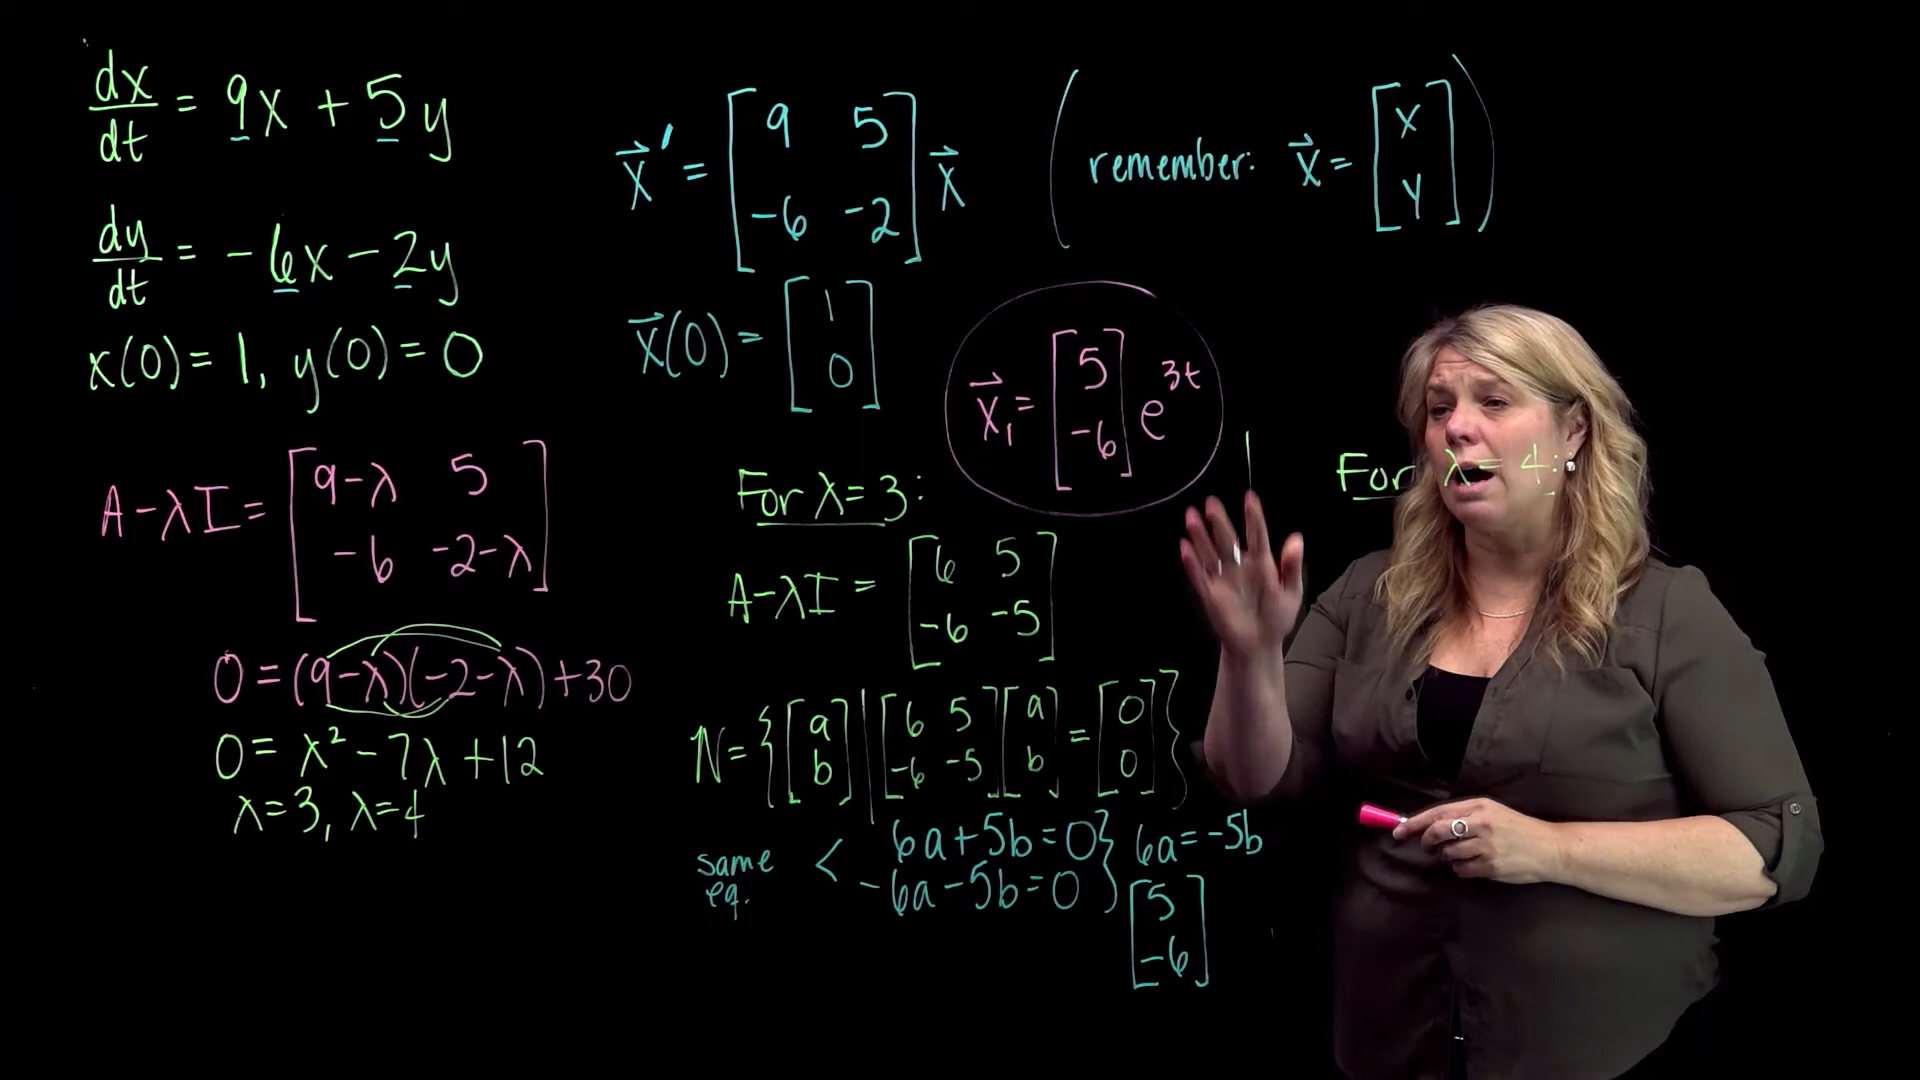 dx/dt = 9x + 5y
dy/dt = -6x - 2y
x(0) = 1, y(0) = 0
A-λI = [9-λ 5; -6 -2-λ]
0 = (9-λ)(-2-λ)+30
0 = λ² - 7λ + 12
λ=3, λ=4
x⃗' = [9 5; -6 -2] x⃗
(remember: x⃗ = [x; y])
x⃗(0) = [1; 0]
x⃗₁ = [5; -6] e^3t
For λ=3:
A-λI = [6 5; -6 -5]
N = {[a; b] | [6 5; -6 -5][a; b] = [0; 0]}
same eq. < 6a+5b=0
-6a-5b=0 } 6a=-5b
[5; -6]
For λ=4: